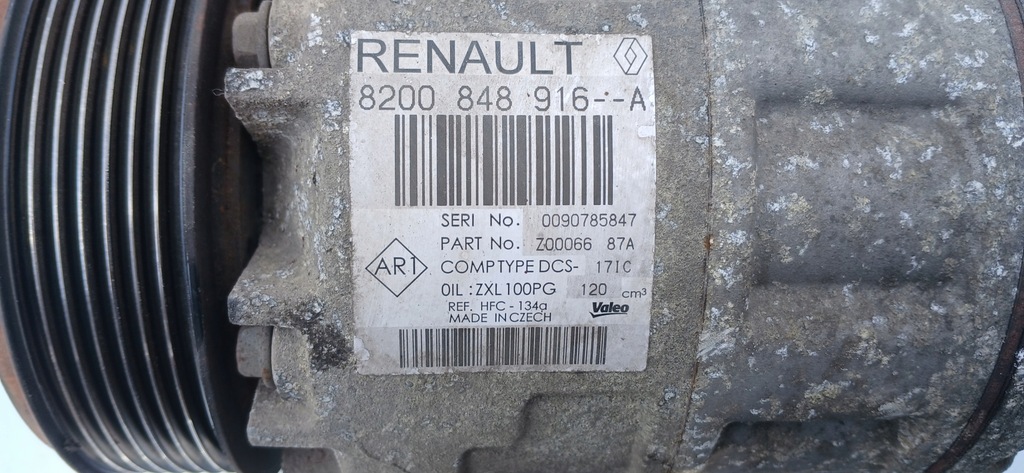 RENAULT
8200 848 916--A
SERI No. 0090785847
PART No. Z00066 87A
AR1
COMPTYPE DCS- 17IC
OIL : ZXL100PG 120 cm³
REF. HFC - 134a
Valeo
MADE IN CZECH